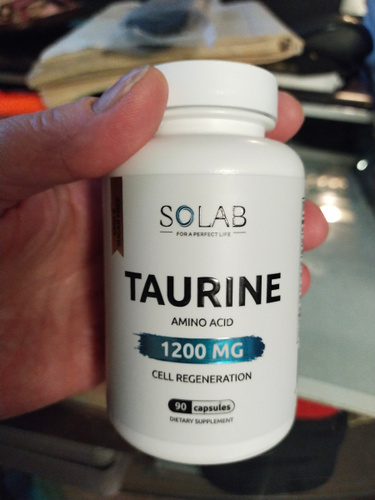 SOLAB
FOR A PERFECT LIFE
TAURINE
AMINO ACID
1200 MG
CELL REGENERATION
90 capsules
DIETARY SUPPLEMENT